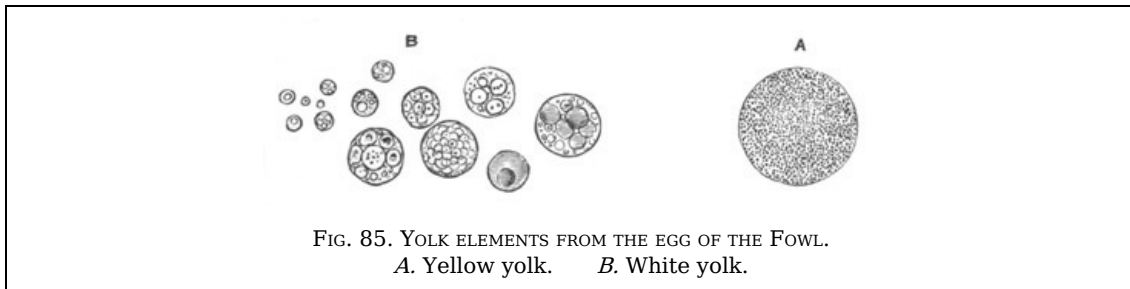 B
A
FIG. 85. YOLK ELEMENTS FROM THE EGG OF THE FOWL.
A. Yellow yolk. B. White yolk.